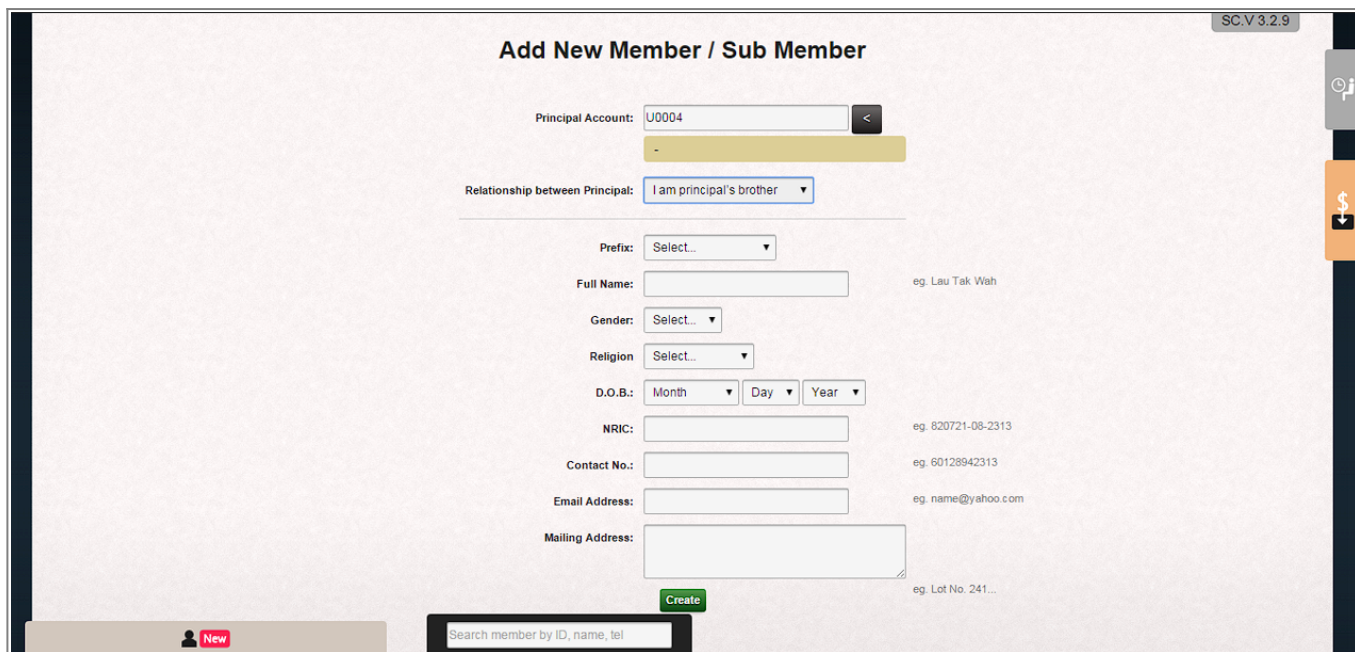 SC.V 3.2.9
Add New Member / Sub Member
Principal Account: U0004 <
-
Relationship between Principal: I am principal's brother
Prefix: Select...
Full Name: eg. Lau Tak Wah
Gender: Select...
Religion Select...
D.O.B.: Month Day Year
NRIC: eg. 820721-08-2313
Contact No.: eg. 60128942313
Email Address: eg. name@yahoo.com
Mailing Address:
eg. Lot No. 241...
Create
New
Search member by ID, name, tel
$